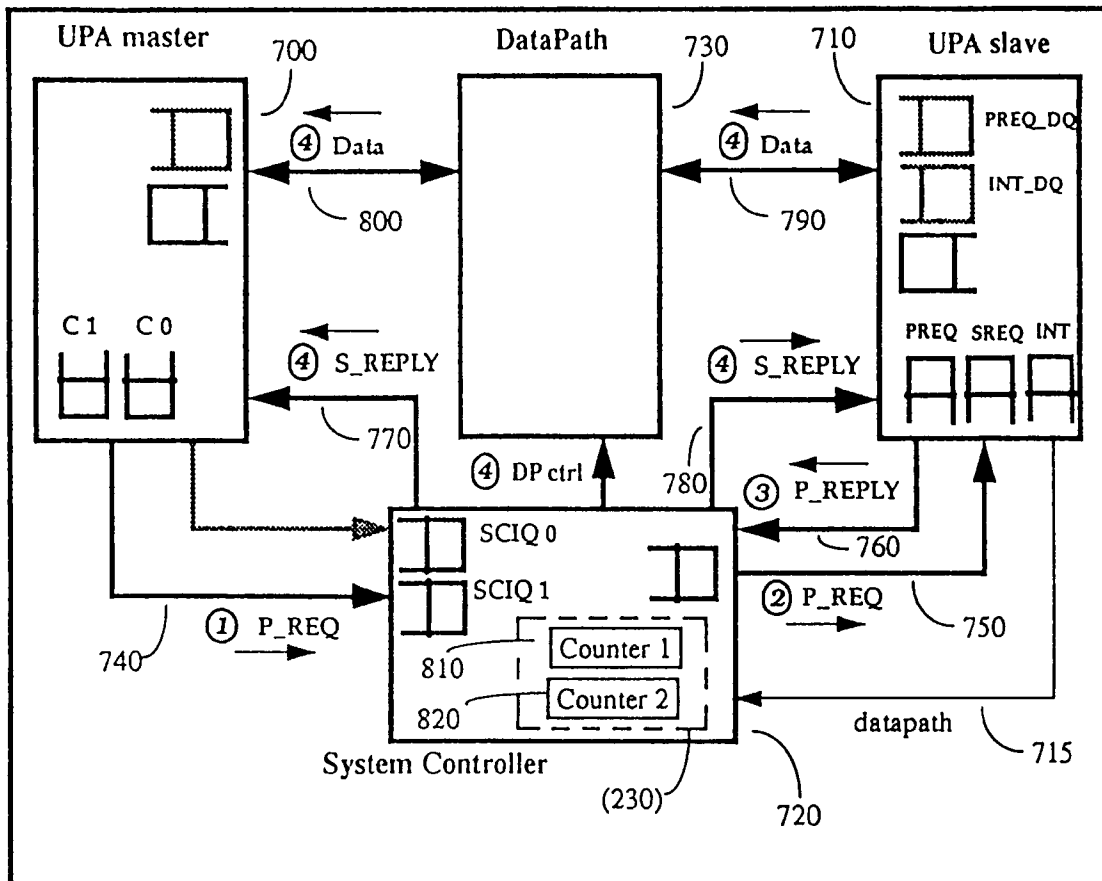 UPA master
DataPath
UPA slave
700
730
710
④ Data
④ Data
PREQ_DQ
INT_DQ
800
790
C 1
C 0
PREQ
SREQ
INT
④ S_REPLY
④ S_REPLY
770
④ DP ctrl
780
③ P_REPLY
760
SCIQ 0
SCIQ 1
① P_REQ
② P_REQ
740
750
810
Counter 1
820
Counter 2
datapath
715
System Controller
(230)
720